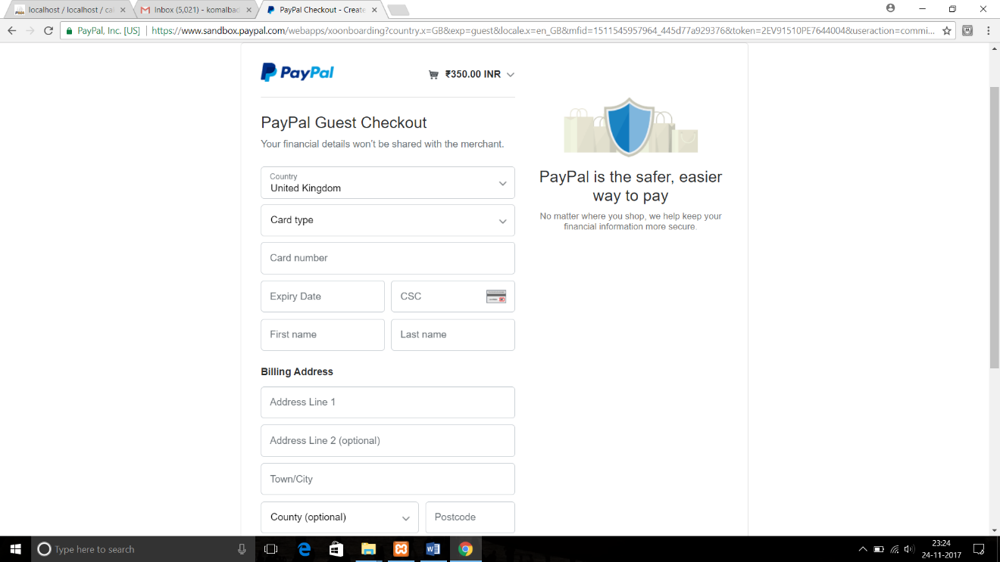 localhost / localhost / ca
Inbox (5,021) - komalbad
PayPal Checkout - Create
PayPal, Inc. [US]
https://www.sandbox.paypal.com/webapps/xoonboarding?country.x=GB&exp=guest&locale.x=en_GB&mfid=1511545957964_445d77a929376&token=2EV91510PE7644004&useraction=commi...
PayPal
₹350.00 INR
PayPal Guest Checkout
Your financial details won't be shared with the merchant.
Country
United Kingdom
Card type
Card number
Expiry Date
CSC
First name
Last name
Billing Address
Address Line 1
Address Line 2 (optional)
Town/City
County (optional)
Postcode
PayPal is the safer, easier
way to pay
No matter where you shop, we help keep your
financial information more secure.
Type here to search
23:24
24-11-2017